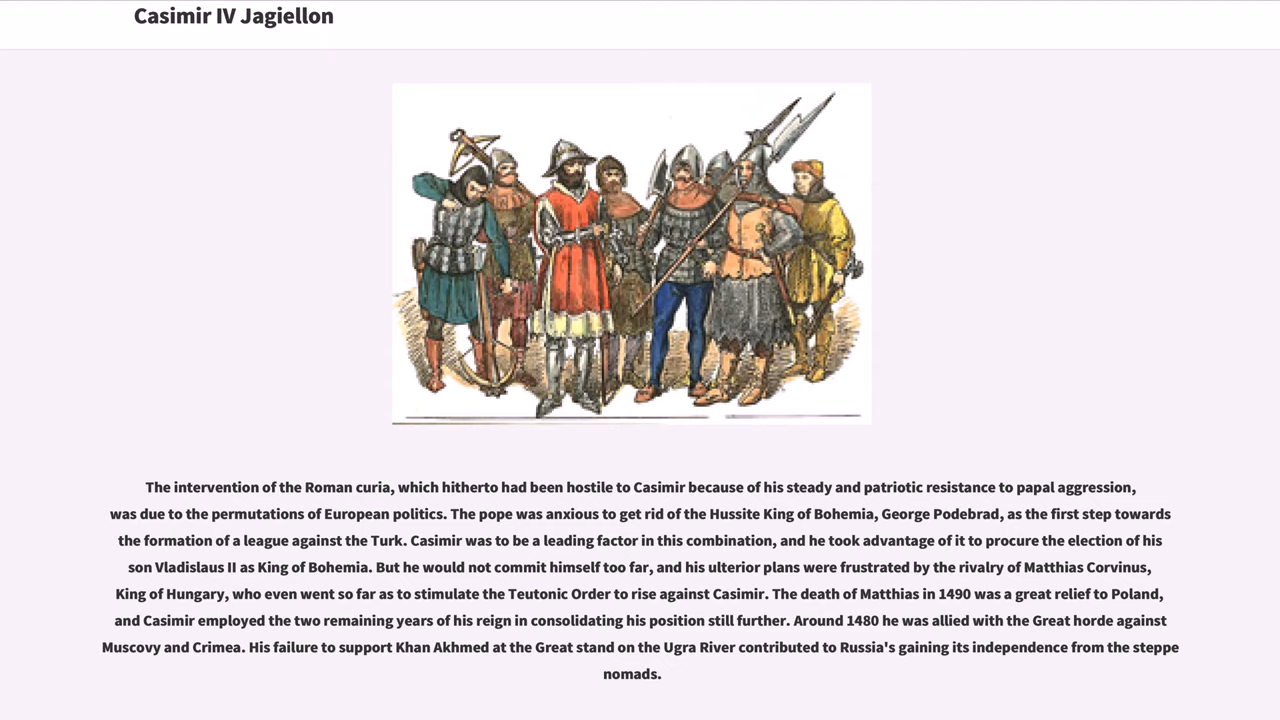 Casimir IV Jagiellon
The intervention of the Roman curia, which hitherto had been hostile to Casimir because of his steady and patriotic resistance to papal aggression,
was due to the permutations of European politics. The pope was anxious to get rid of the Hussite King of Bohemia, George Podebrad, as the first step towards
the formation of a league against the Turk. Casimir was to be a leading factor in this combination, and he took advantage of it to procure the election of his
son Vladislaus II as King of Bohemia. But he would not commit himself too far, and his ulterior plans were frustrated by the rivalry of Matthias Corvinus,
King of Hungary, who even went so far as to stimulate the Teutonic Order to rise against Casimir. The death of Matthias in 1490 was a great relief to Poland,
and Casimir employed the two remaining years of his reign in consolidating his position still further. Around 1480 he was allied with the Great horde against
Muscovy and Crimea. His failure to support Khan Akhmed at the Great stand on the Ugra River contributed to Russia's gaining its independence from the steppe
nomads.